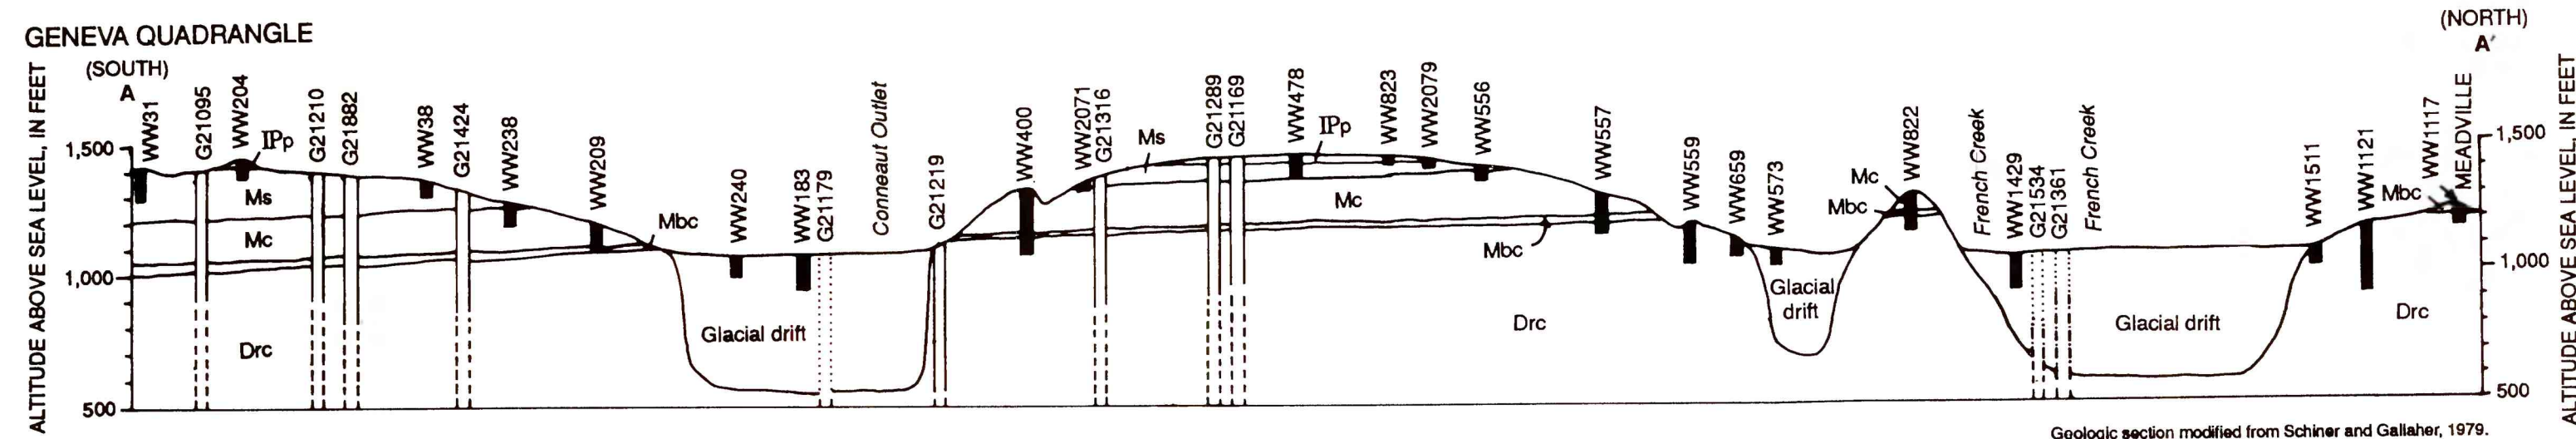 GENEVA QUADRANGLE
(SOUTH)
A
(NORTH)
A'
ALTITUDE ABOVE SEA LEVEL, IN FEET
1,500
1,000
500
WW31
G21095
WW204
IPp
G21210
G21882
WW38
G21424
WW238
WW209
Mbc
WW240
WW183
G21179
Conneaut Outlet
G21219
WW400
WW2071
G21316
Ms
G21289
G21169
WW478
IPp
WW823
WW2079
WW556
WW557
WW559
WW659
WW573
Mc
Mbc
WW822
French Creek
WW1429
G21534
G21361
French Creek
WW1511
WW1121
Mbc
WW1117
MEADVILLE
Ms
Mc
Drc
Glacial drift
Mc
Mbc
Drc
Glacial
drift
Glacial drift
Drc
1,500
1,000
500
ALTITUDE ABOVE SEA LEVEL, IN FEET
Geologic section modified from Schiner and Gallaher, 1979.